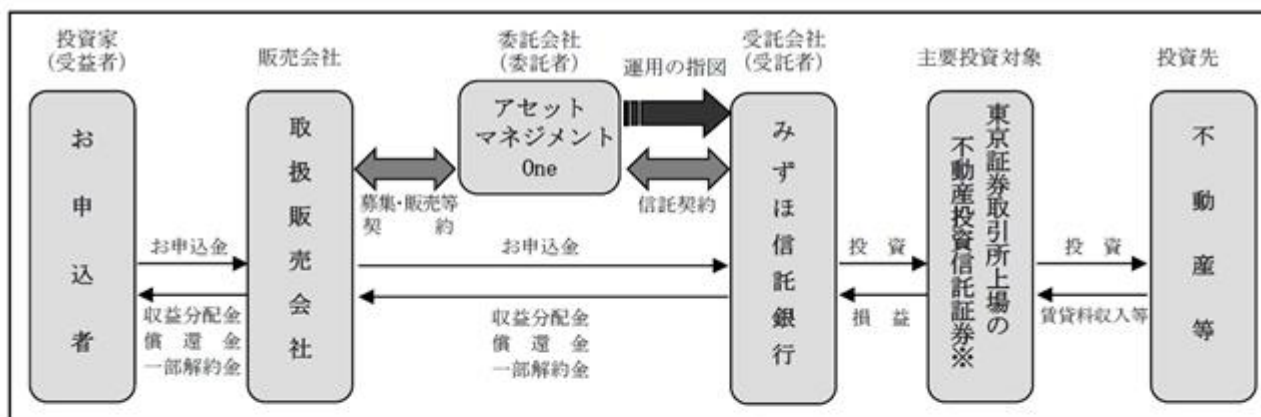 投資家
(受益者)
お申込者
お申込金
収益分配金
償還金
一部解約金
販売会社
取扱販売会社
募集・販売等
契約
委託会社
(委託者)
アセット
マネジメント
One
運用の指図
信託契約
お申込金
収益分配金
償還金
一部解約金
受託会社
(受託者)
みずほ信託銀行
投資
損益
主要投資対象
東京証券取引所上場の
不動産投資信託証券※
投資
賃貸料収入等
投資先
不動産等